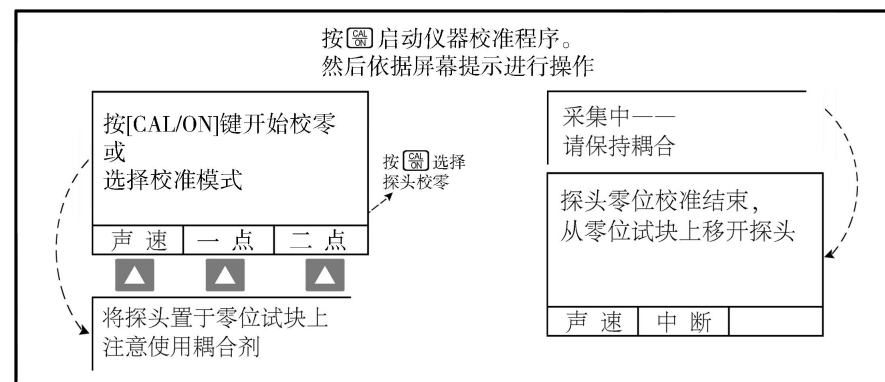 按CAL ON启动仪器校准程序。
然后依据屏幕提示进行操作
按[CAL/ON]键开始校零
或
选择校准模式
声速 一点 二点
按CAL ON选择
探头校零
将探头置于零位试块上
注意使用耦合剂
采集中——
请保持耦合
探头零位校准结束，
从零位试块上移开探头
声速 中断